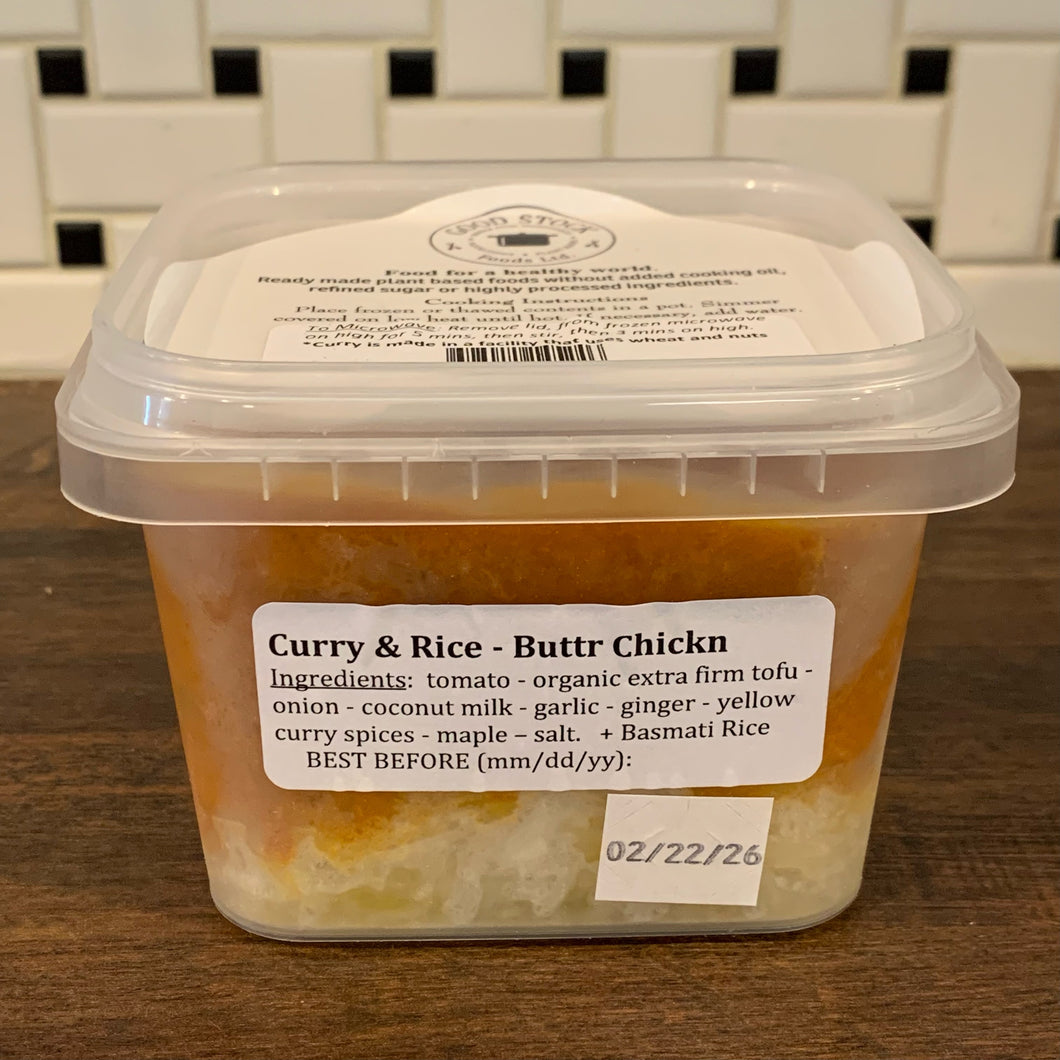 GOOD STOCK
Foods Ltd.
Food for a healthy world.
Ready made plant based foods without added cooking oil,
refined sugar or highly processed ingredients.
Cooking Instructions
Place frozen or thawed contents in a pot. Simmer
covered on low heat until hot, if necessary, add water.
To Microwave: Remove lid, from frozen microwave
on high for 5 mins, then stir, then 3 mins on high.
*Curry is made in a facility that uses wheat and nuts
Curry & Rice - Buttr Chickn
Ingredients: tomato - organic extra firm tofu -
onion - coconut milk - garlic - ginger - yellow
curry spices - maple – salt. + Basmati Rice
BEST BEFORE (mm/dd/yy):
02/22/26